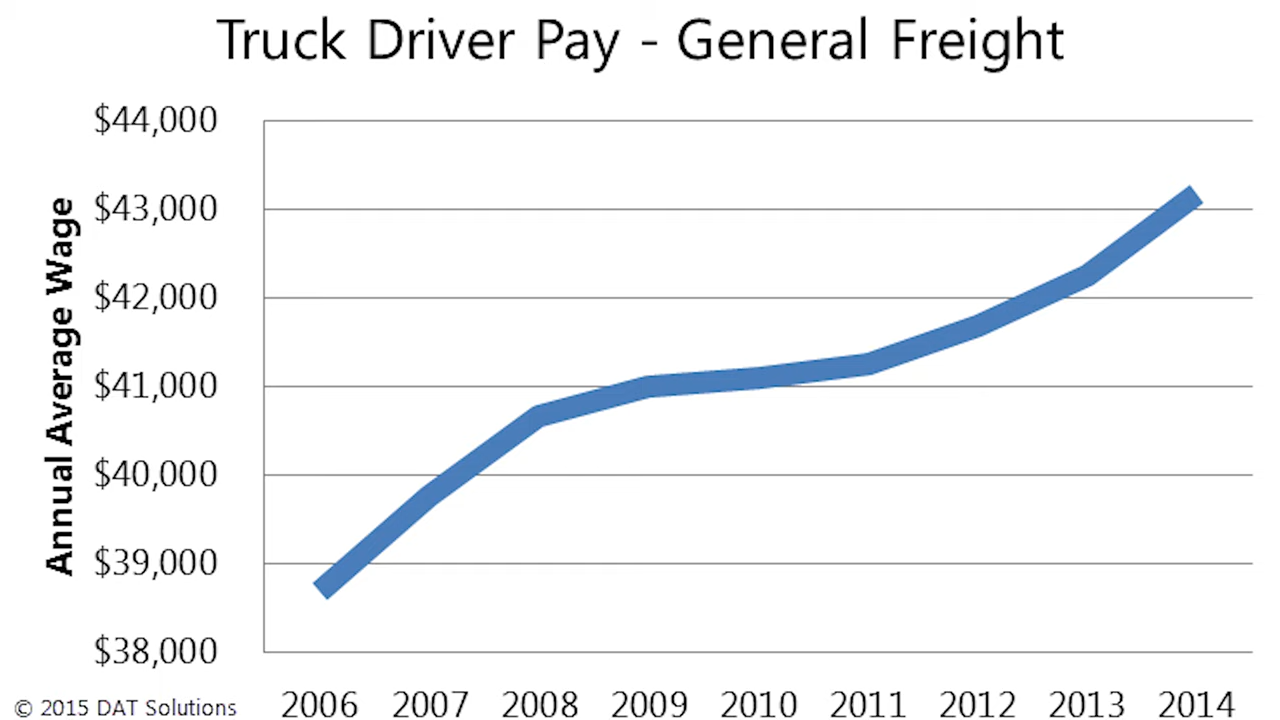 Truck Driver Pay - General Freight
Annual Average Wage
$44,000
$43,000
$42,000
$41,000
$40,000
$39,000
$38,000
2006 2007 2008 2009 2010 2011 2012 2013 2014
© 2015 DAT Solutions